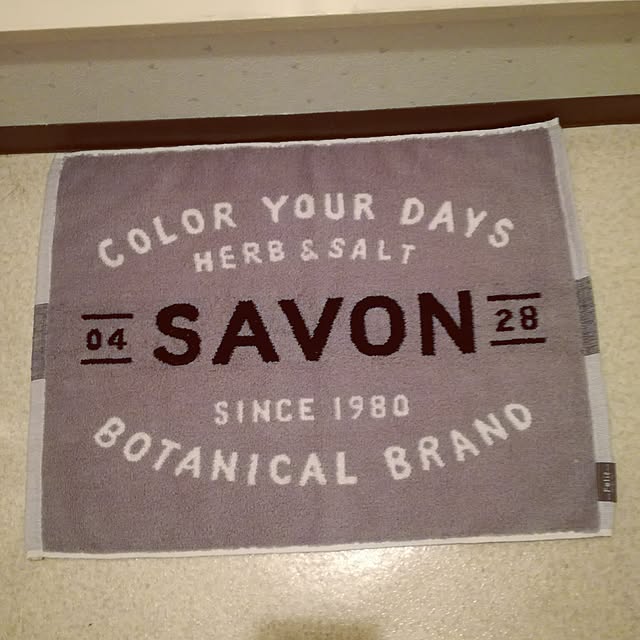 COLOR YOUR DAYS
HERB & SALT
04 SAVON 28
SINCE 1980
BOTANICAL BRAND